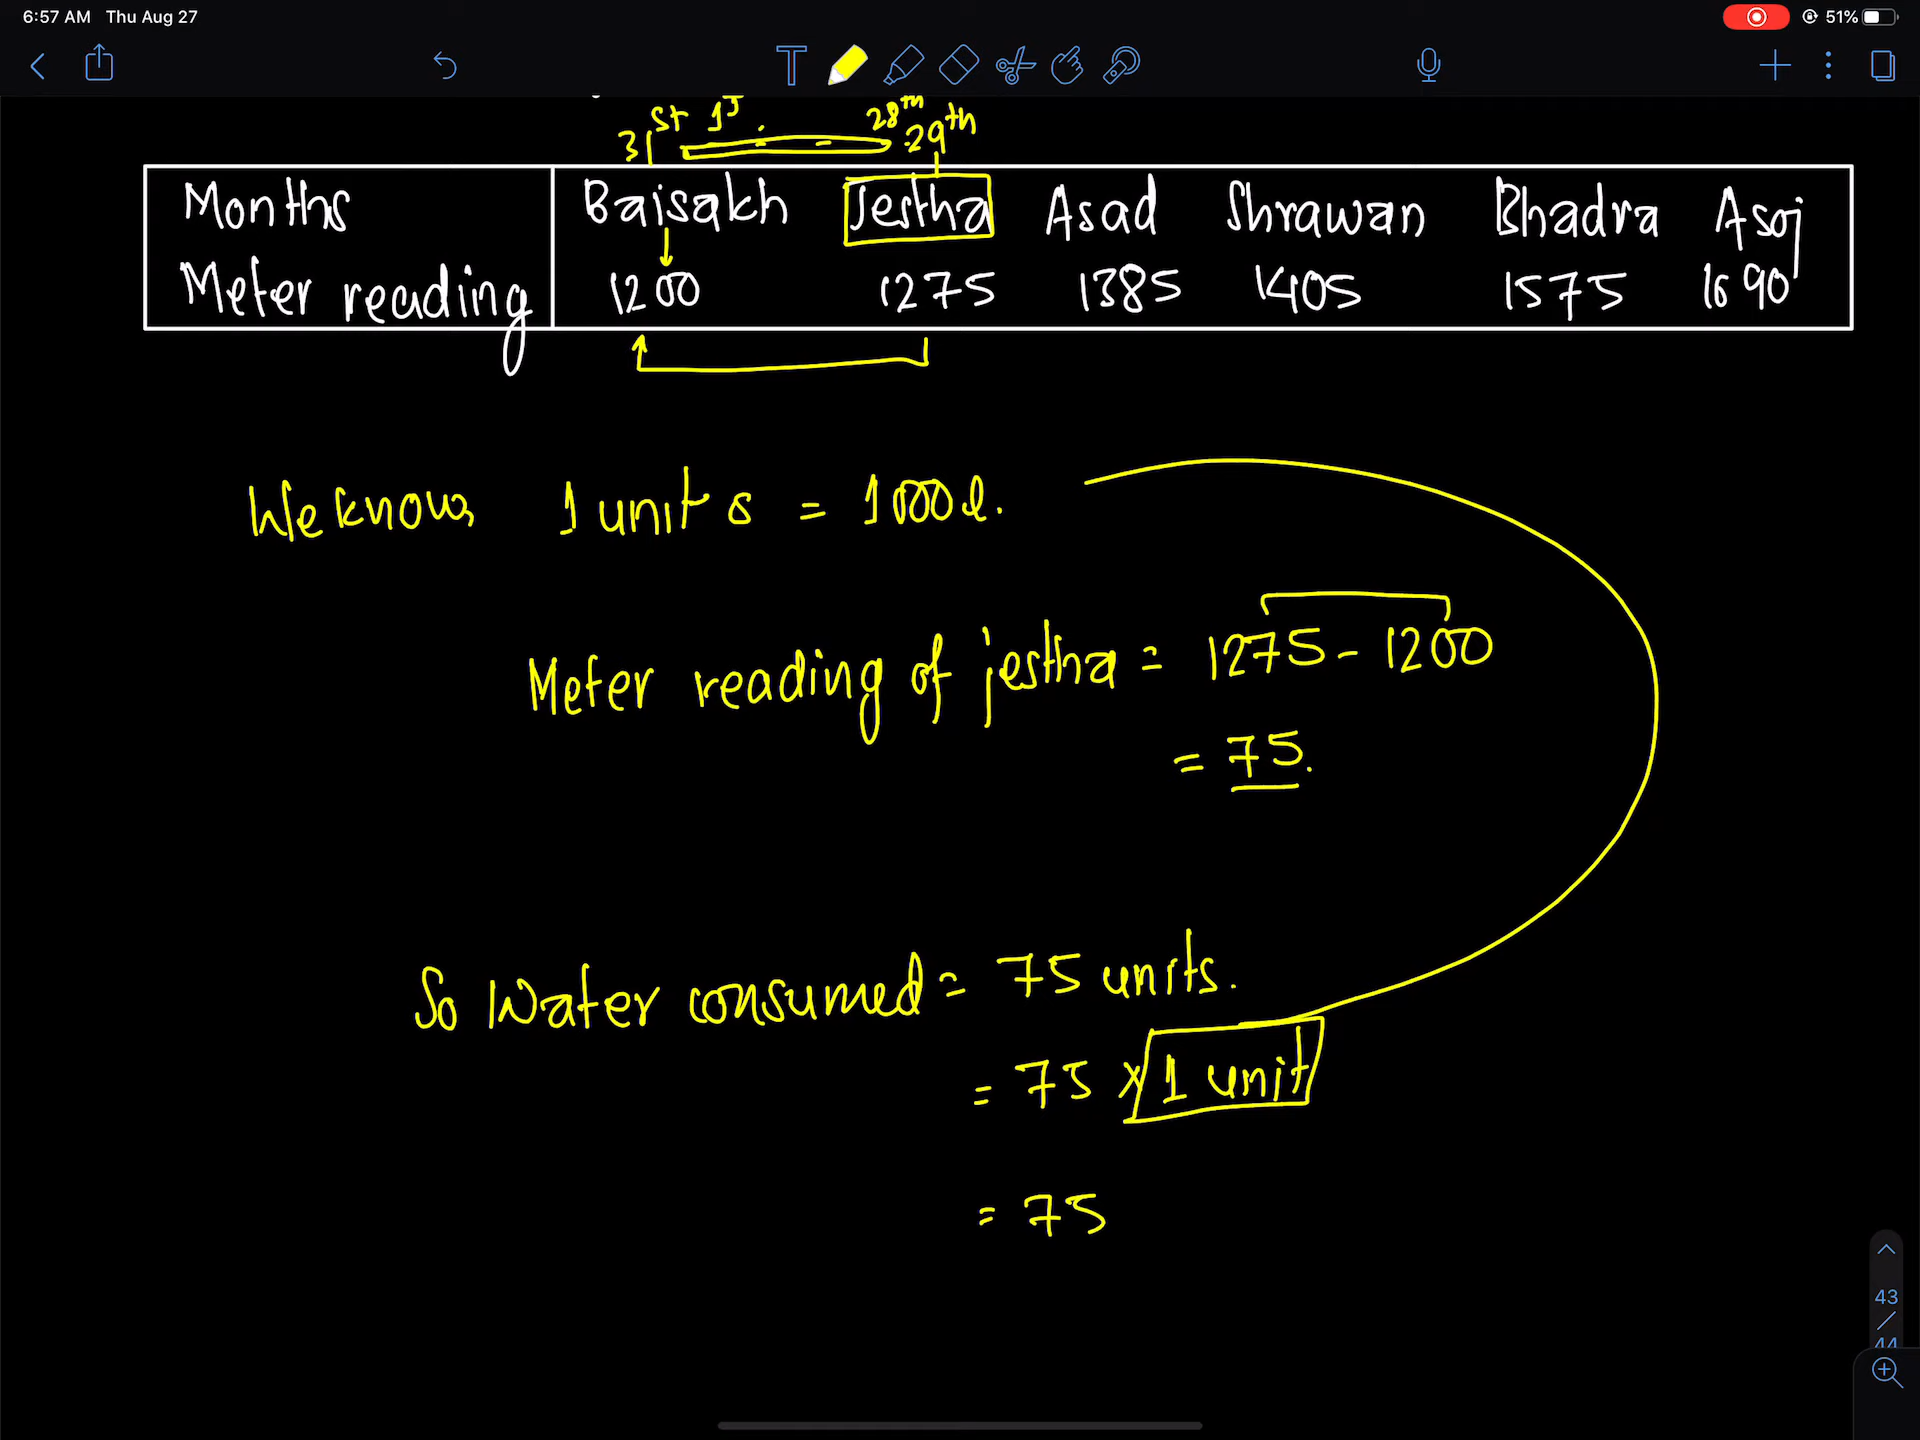 6:57 AM Thu Aug 27
51%
31st 1st 28th 29th
Months Baisakh Jestha Asad Shrawan Bhadra Asoj
Meter reading 1200 1275 1385 1405 1575 1690
We know, 1 units = 1000 l.
Meter reading of jestha = 1275 - 1200
= 75.
So Water consumed = 75 units.
= 75 × 1 unit
= 75
43
/
44